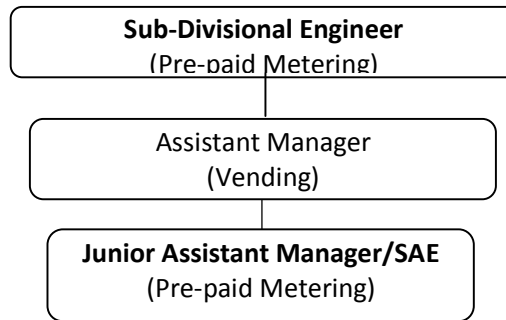 Sub-Divisional Engineer
(Pre-paid Metering)
Assistant Manager
(Vending)
Junior Assistant Manager/SAE
(Pre-paid Metering)